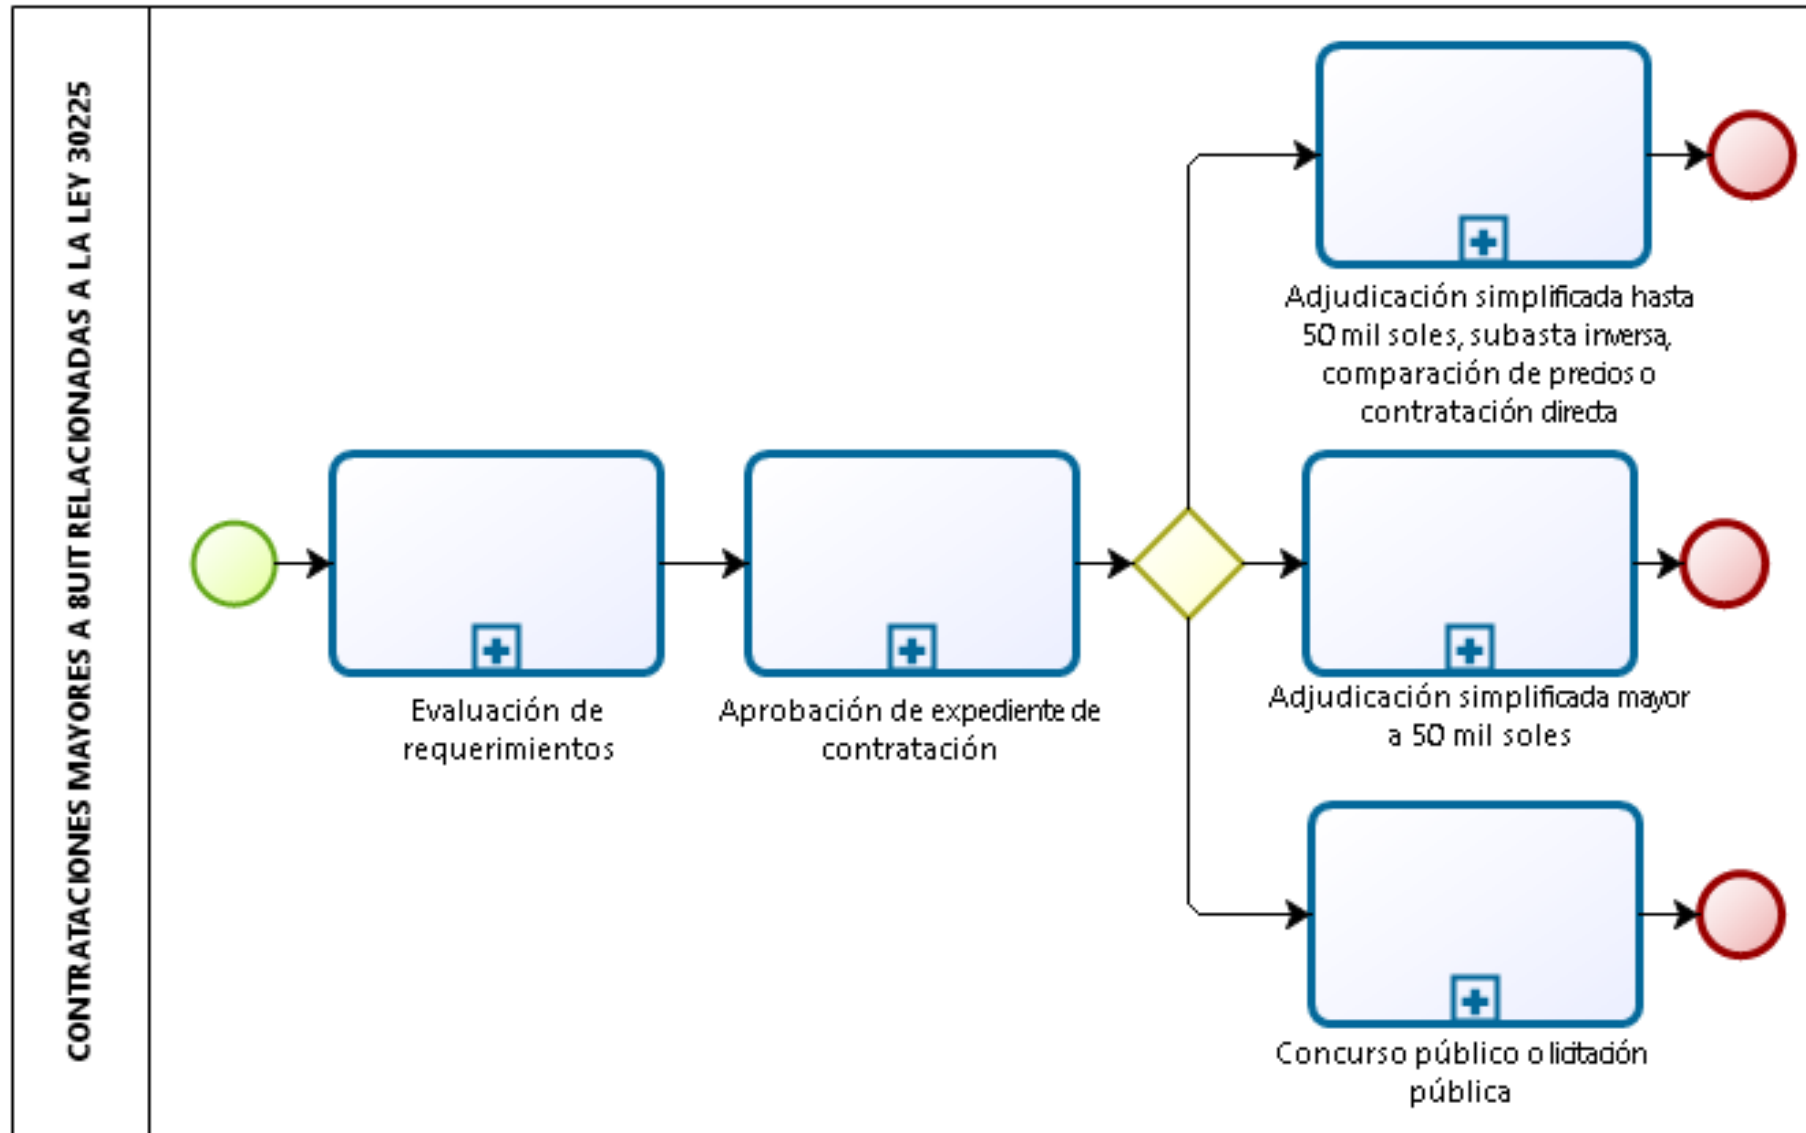 CONTRATACIONES MAYORES A 8UIT RELACIONADAS A LA LEY 30225
Adjudicación simplificada hasta
50 mil soles, subasta inversa,
comparación de precios o
contratación directa
Evaluación de
requerimientos
Aprobación de expediente de
contratación
Adjudicación simplificada mayor
a 50 mil soles
Concurso público o licitación
pública